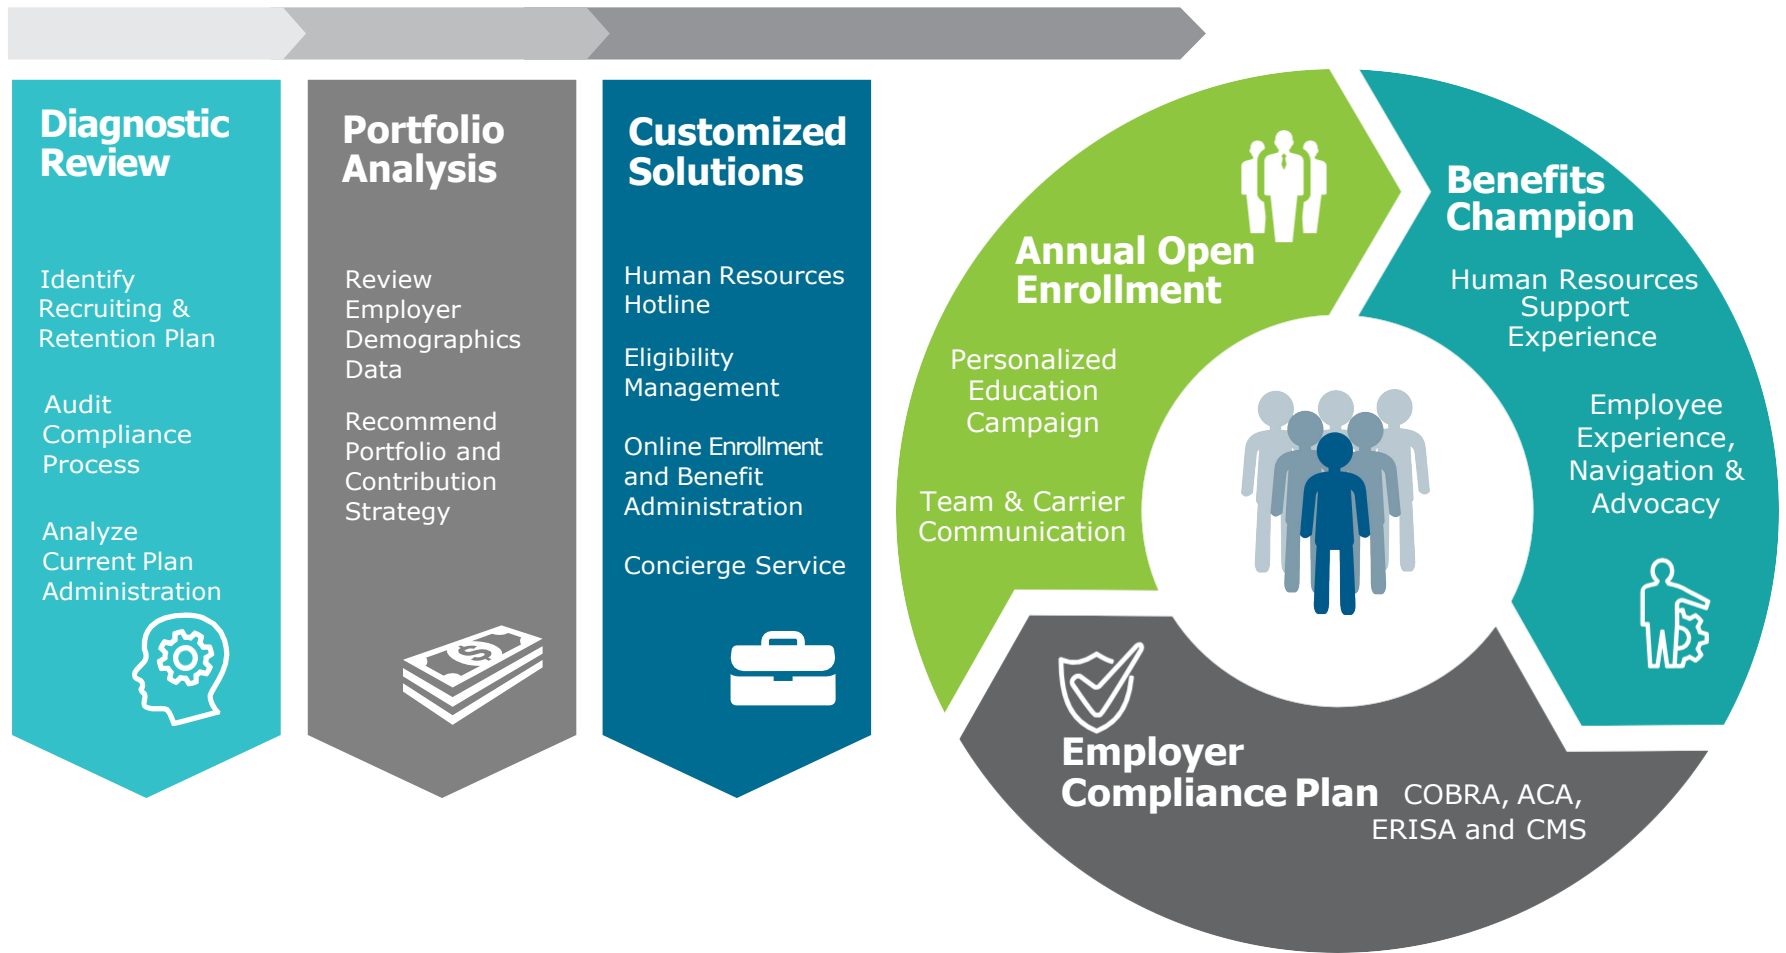 Diagnostic
Review
Identify
Recruiting &
Retention Plan
Audit
Compliance
Process
Analyze
Current Plan
Administration
Portfolio
Analysis
Review
Employer
Demographics
Data
Recommend
Portfolio and
Contribution
Strategy
$
Customized
Solutions
Human Resources
Hotline
Eligibility
Management
Online Enrollment
and Benefit
Administration
Concierge Service
Annual Open
Enrollment
Personalized
Education
Campaign
Team & Carrier
Communication
Benefits
Champion
Human Resources
Support
Experience
Employee
Experience,
Navigation &
Advocacy
Employer
Compliance Plan
COBRA, ACA,
ERISA and CMS